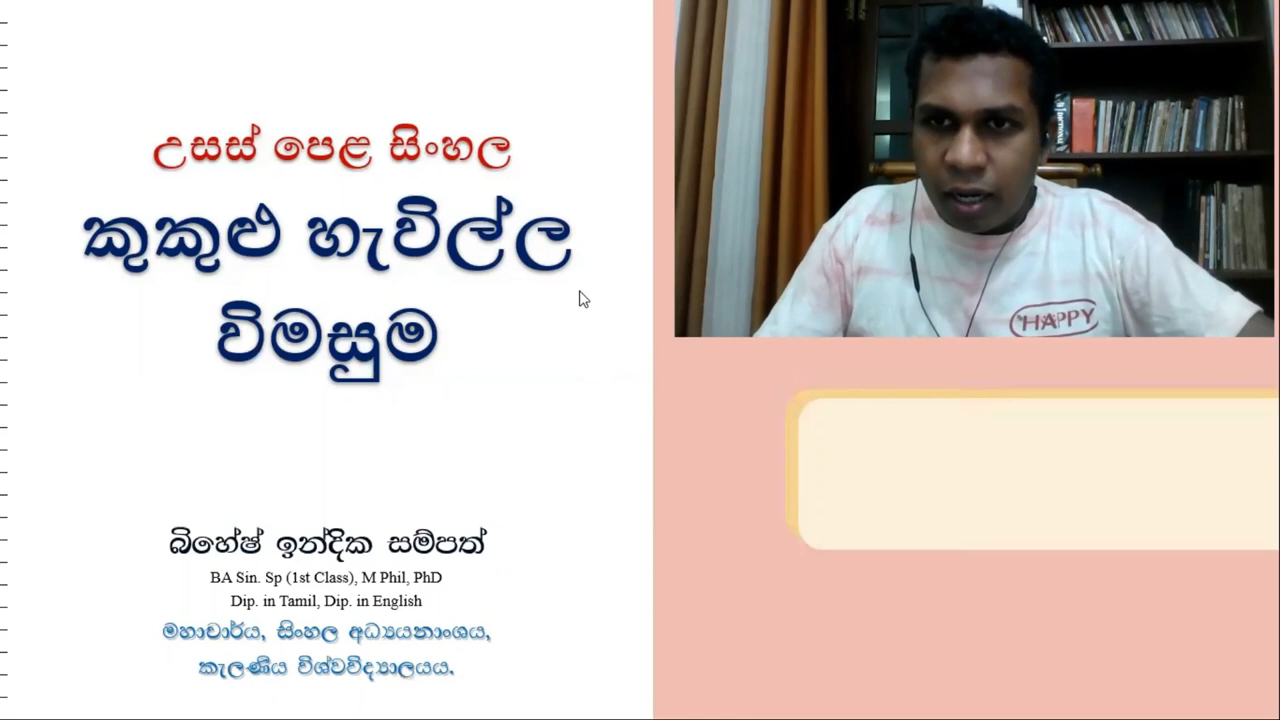 උසස් පෙළ සිංහල
කුකුළු හැවිල්ල
විමසුම
බිහේෂ් ඉන්දික සම්පත්
BA Sin. Sp (1st Class), M Phil, PhD
Dip. in Tamil, Dip. in English
මහාචාර්ය, සිංහල අධ්‍යයනාංශය,
කැලණිය විශ්වවිද්‍යාලයය.
HAPPY